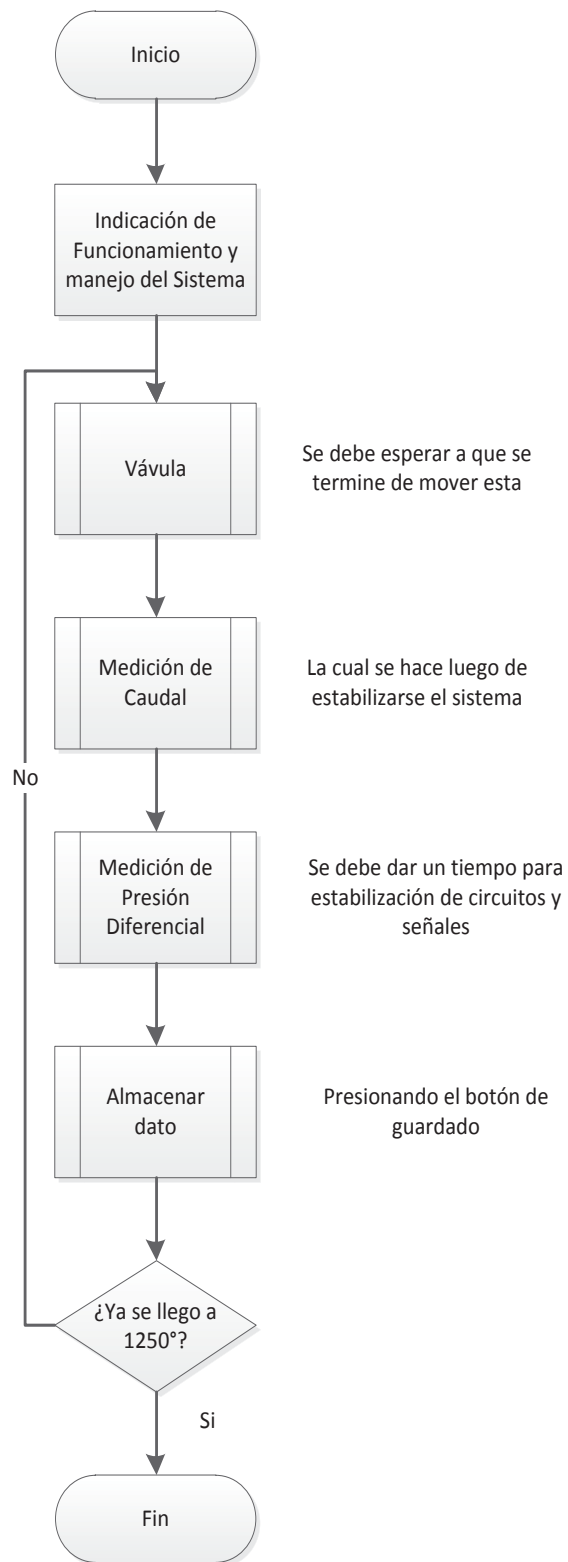 Inicio
Indicación de
Funcionamiento y
manejo del Sistema
Vávula
Se debe esperar a que se
termine de mover esta
Medición de
Caudal
La cual se hace luego de
estabilizarse el sistema
No
Medición de
Presión
Diferencial
Se debe dar un tiempo para
estabilización de circuitos y
señales
Almacenar
dato
Presionando el botón de
guardado
¿Ya se llego a
1250°?
Si
Fin